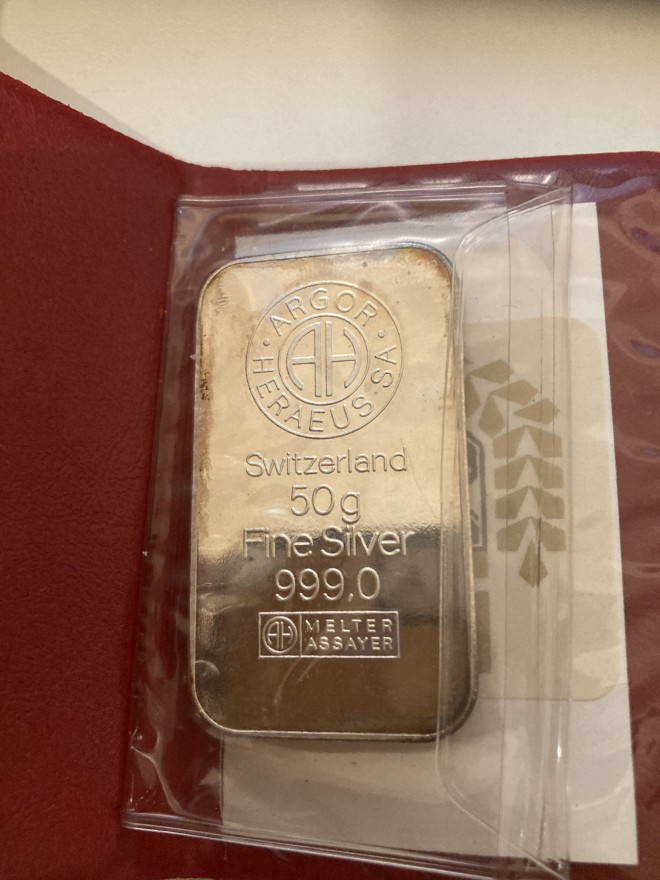 ARGOR
HERAEUS SA
AH
Switzerland
50g
Fine Silver
999.0
AH MELTER
ASSAYER